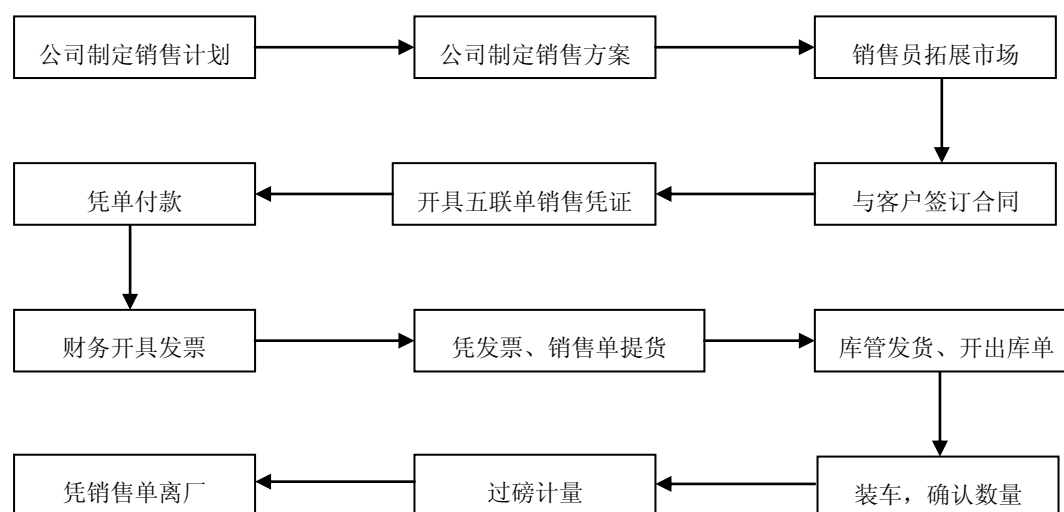 公司制定销售计划
公司制定销售方案
销售员拓展市场
与客户签订合同
开具五联单销售凭证
凭单付款
财务开具发票
凭发票、销售单提货
库管发货、开出库单
装车，确认数量
过磅计量
凭销售单离厂